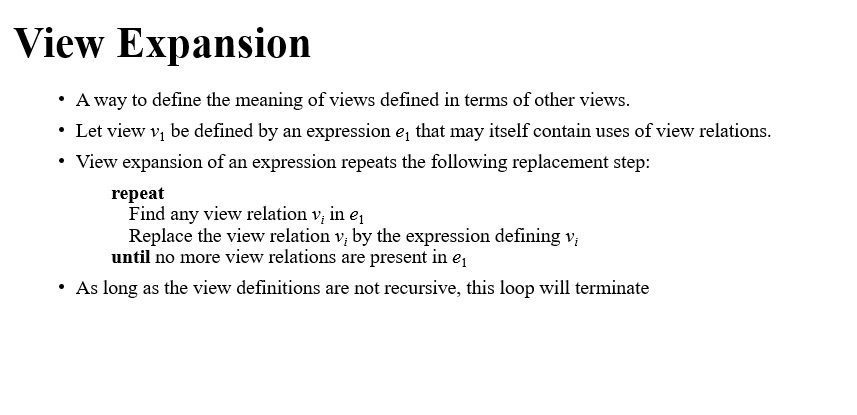 View Expansion
• A way to define the meaning of views defined in terms of other views.
• Let view v₁ be defined by an expression e₁ that may itself contain uses of view relations.
• View expansion of an expression repeats the following replacement step:
repeat
Find any view relation vᵢ in e₁
Replace the view relation vᵢ by the expression defining vᵢ
until no more view relations are present in e₁
• As long as the view definitions are not recursive, this loop will terminate